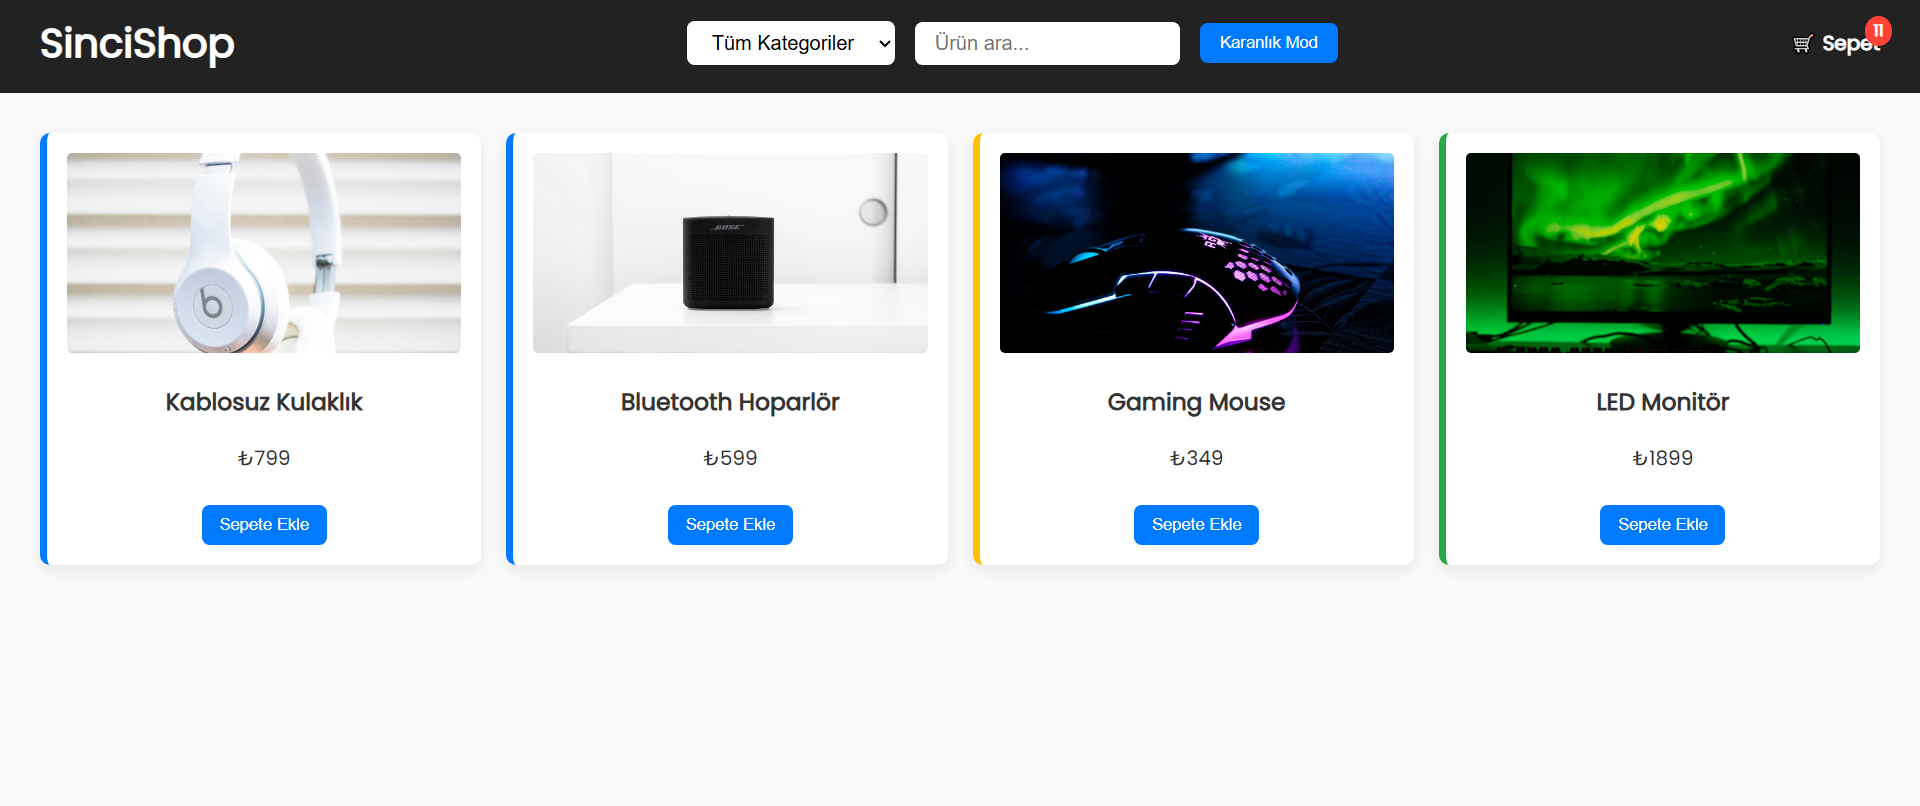 SinciShop
Tüm Kategoriler
Ürün ara...
Karanlık Mod
Sepet
11
BOSE
Kablosuz Kulaklık
Bluetooth Hoparlör
Gaming Mouse
LED Monitör
₺799
₺599
₺349
₺1899
Sepete Ekle
Sepete Ekle
Sepete Ekle
Sepete Ekle